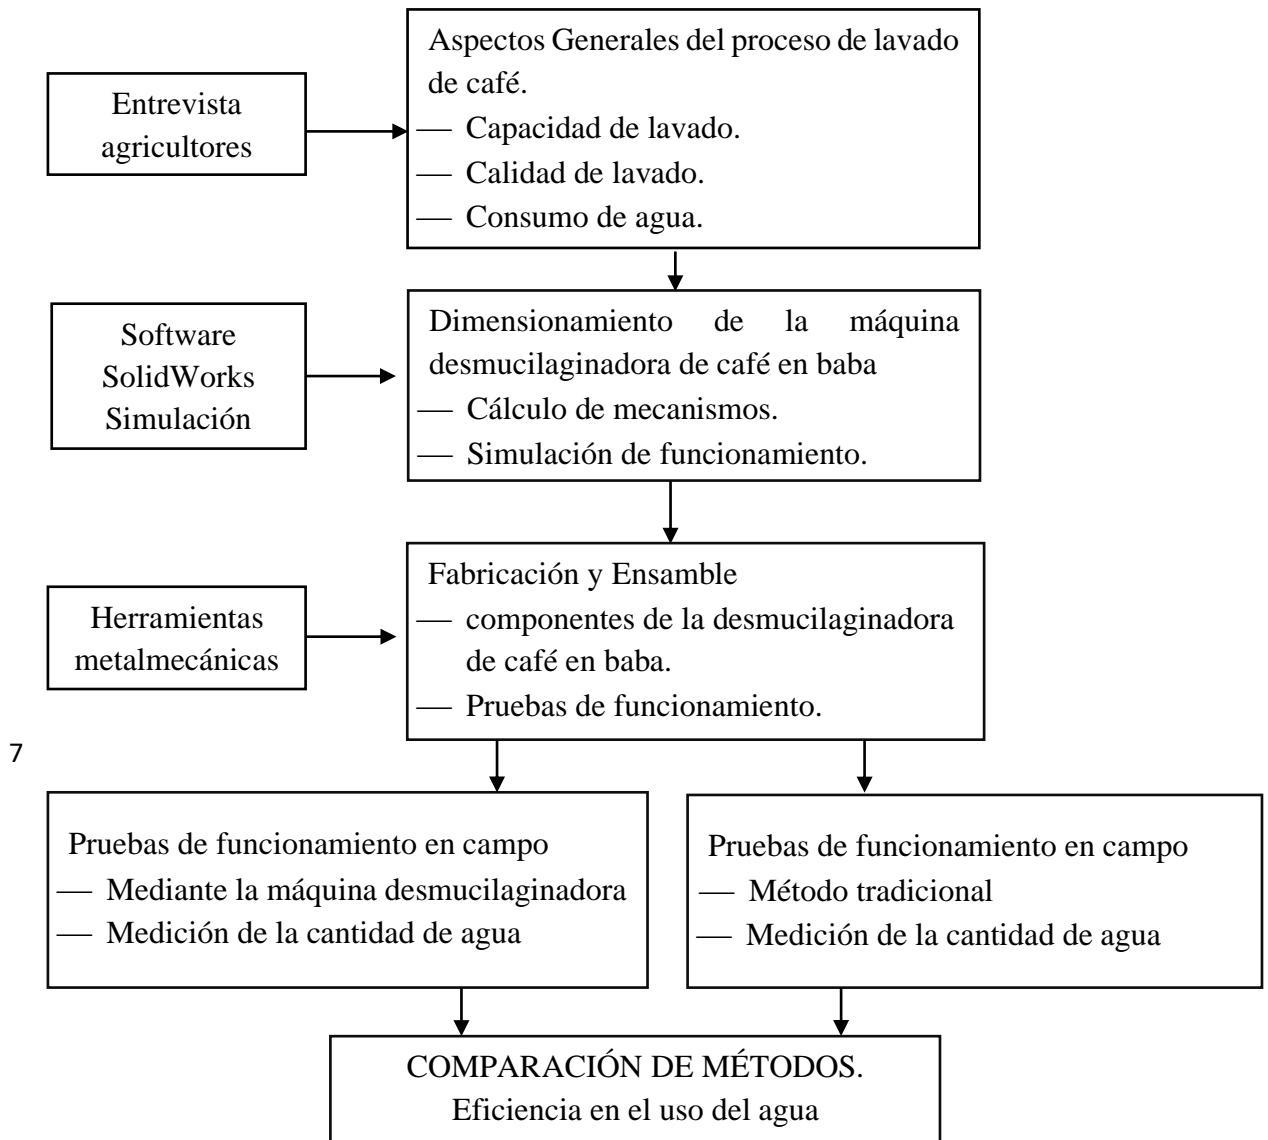 Aspectos Generales del proceso de lavado
de café.
— Capacidad de lavado.
— Calidad de lavado.
— Consumo de agua.
Entrevista
agricultores
Dimensionamiento de la máquina
desmucilaginadora de café en baba
— Cálculo de mecanismos.
— Simulación de funcionamiento.
Software
SolidWorks
Simulación
Fabricación y Ensamble
— componentes de la desmucilaginadora
de café en baba.
— Pruebas de funcionamiento.
Herramientas
metalmecánicas
7
Pruebas de funcionamiento en campo
— Mediante la máquina desmucilaginadora
— Medición de la cantidad de agua
Pruebas de funcionamiento en campo
— Método tradicional
— Medición de la cantidad de agua
COMPARACIÓN DE MÉTODOS.
Eficiencia en el uso del agua